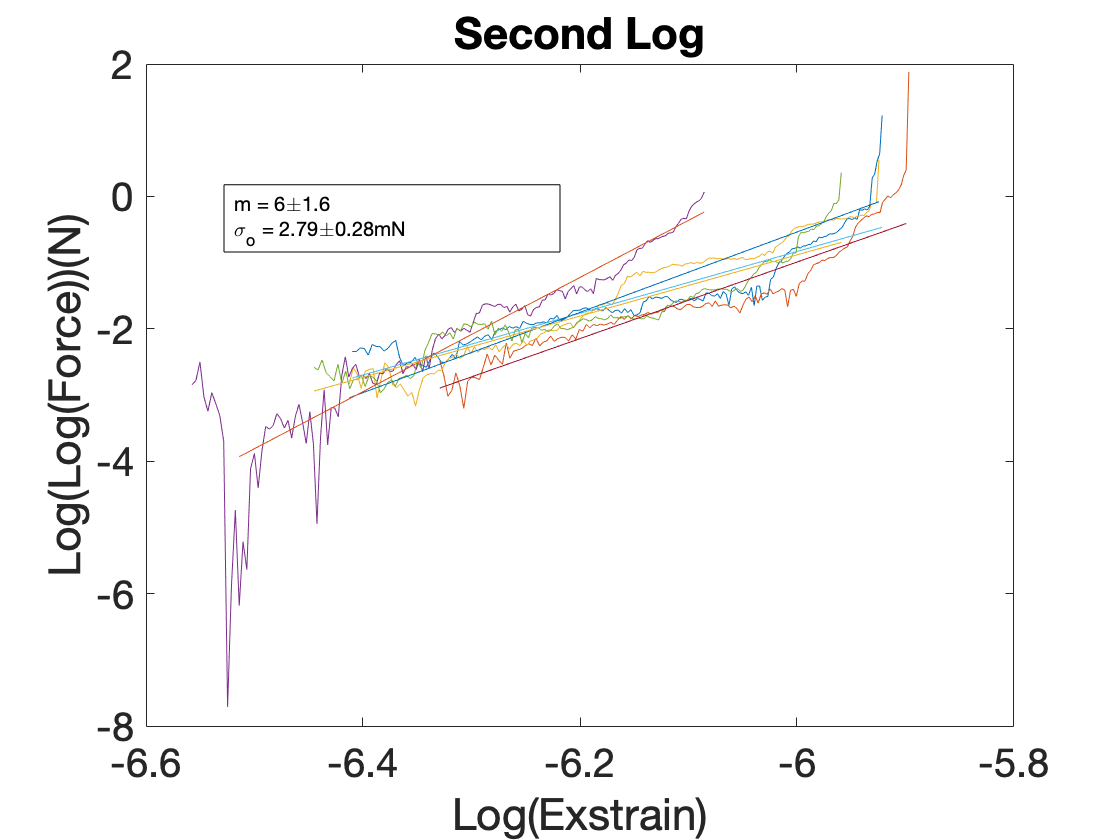 Second Log
2
0
-2
-4
-6
-8
Log(Log(Force))(N)
m = 6±1.6
σo = 2.79±0.28mN
-6.6 -6.4 -6.2 -6 -5.8
Log(Exstrain)